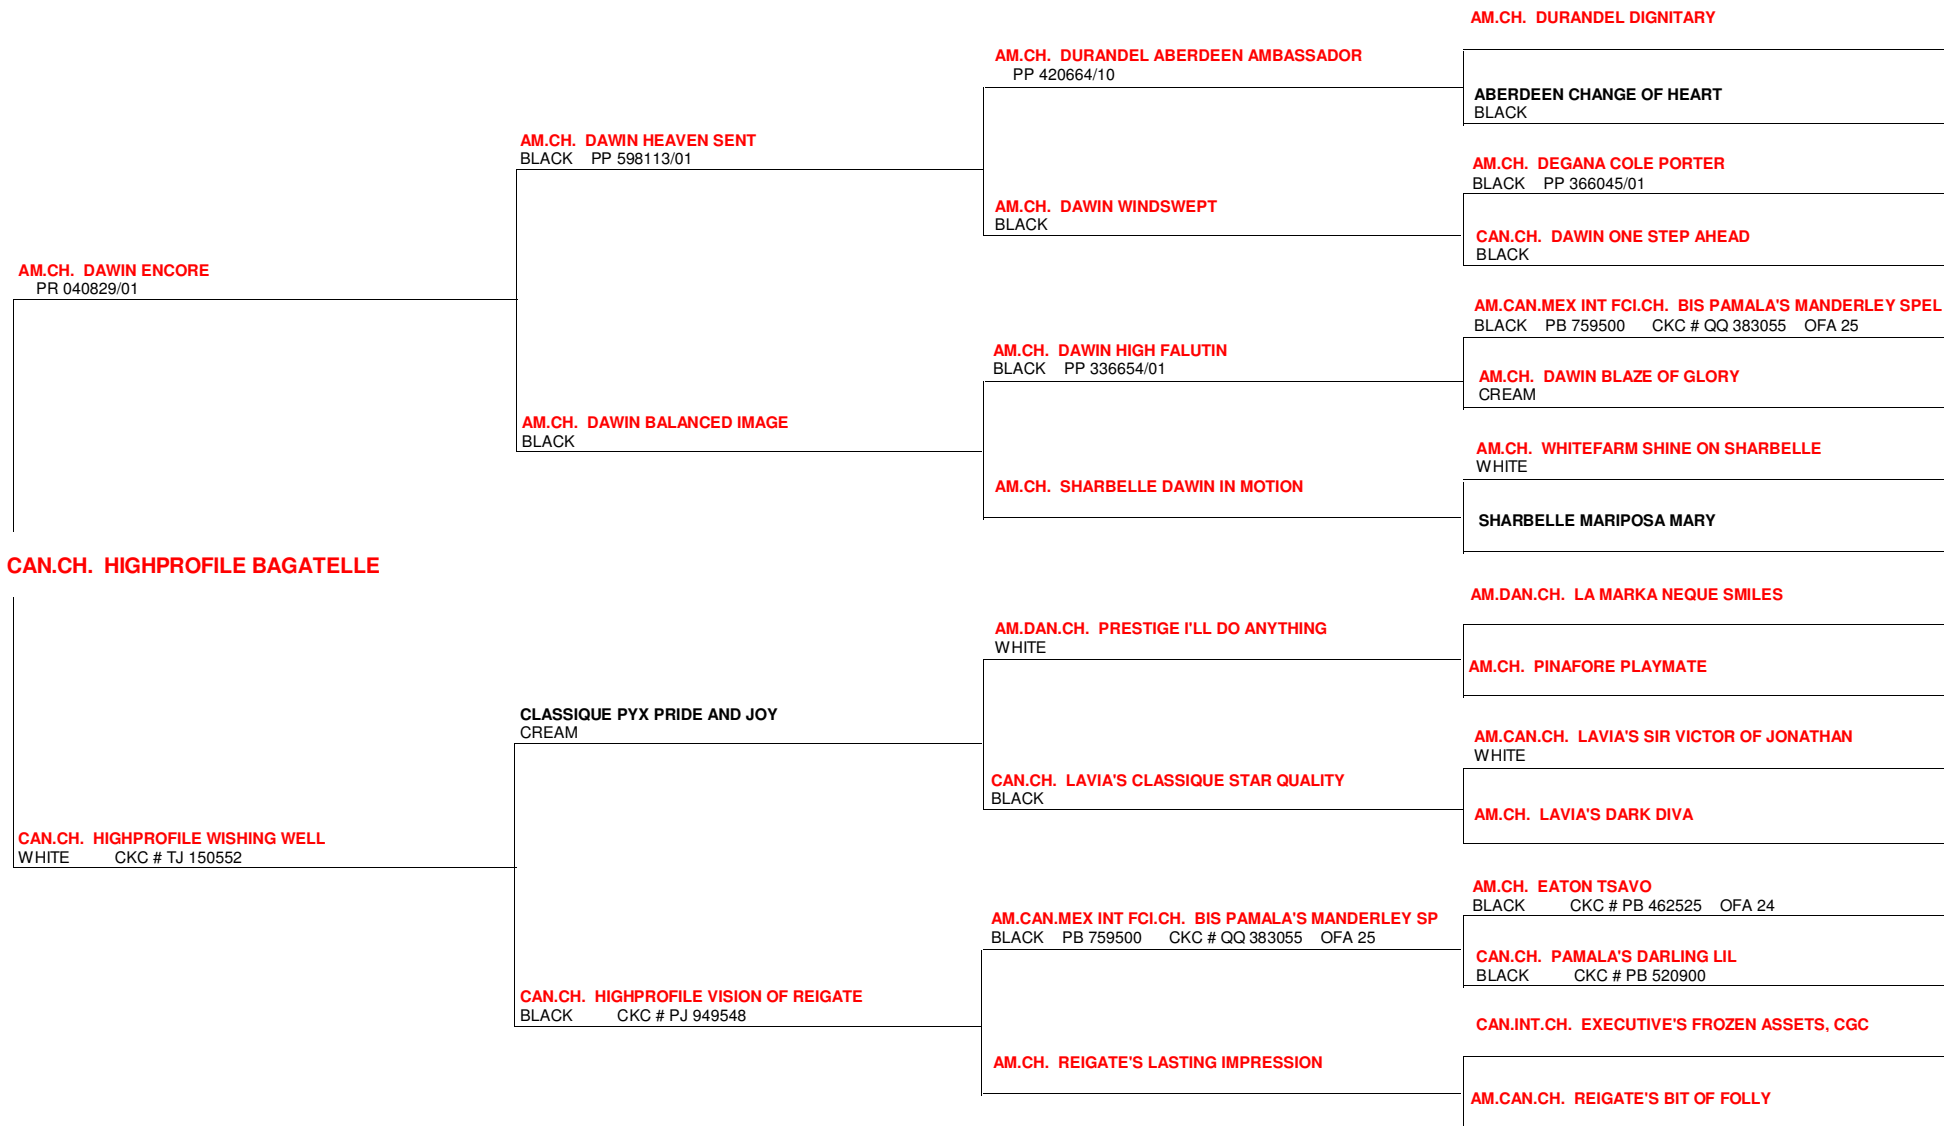 AM.CH. DURANDEL DIGNITARY
AM.CH. DURANDEL ABERDEEN AMBASSADOR
PP 420664/10
ABERDEEN CHANGE OF HEART
BLACK
AM.CH. DAWIN HEAVEN SENT
BLACK PP 598113/01
AM.CH. DEGANA COLE PORTER
BLACK PP 366045/01
AM.CH. DAWIN WINDSWEPT
BLACK
CAN.CH. DAWIN ONE STEP AHEAD
BLACK
AM.CH. DAWIN ENCORE
PR 040829/01
AM.CAN.MEX INT FCI.CH. BIS PAMALA'S MANDERLEY SPEL
BLACK PB 759500 CKC # QQ 383055 OFA 25
AM.CH. DAWIN HIGH FALUTIN
BLACK PP 336654/01
AM.CH. DAWIN BLAZE OF GLORY
CREAM
AM.CH. DAWIN BALANCED IMAGE
BLACK
AM.CH. WHITEFARM SHINE ON SHARBELLE
WHITE
AM.CH. SHARBELLE DAWIN IN MOTION
SHARBELLE MARIPOSA MARY
CAN.CH. HIGHPROFILE BAGATELLE
AM.DAN.CH. LA MARKA NEQUE SMILES
AM.DAN.CH. PRESTIGE I'LL DO ANYTHING
WHITE
AM.CH. PINAFORE PLAYMATE
CLASSIQUE PYX PRIDE AND JOY
CREAM
AM.CAN.CH. LAVIA'S SIR VICTOR OF JONATHAN
WHITE
CAN.CH. LAVIA'S CLASSIQUE STAR QUALITY
BLACK
AM.CH. LAVIA'S DARK DIVA
CAN.CH. HIGHPROFILE WISHING WELL
WHITE CKC # TJ 150552
AM.CH. EATON TSAVO
BLACK CKC # PB 462525 OFA 24
AM.CAN.MEX INT FCI.CH. BIS PAMALA'S MANDERLEY SP
BLACK PB 759500 CKC # QQ 383055 OFA 25
CAN.CH. PAMALA'S DARLING LIL
BLACK CKC # PB 520900
CAN.CH. HIGHPROFILE VISION OF REIGATE
BLACK CKC # PJ 949548
CAN.INT.CH. EXECUTIVE'S FROZEN ASSETS, CGC
AM.CH. REIGATE'S LASTING IMPRESSION
AM.CAN.CH. REIGATE'S BIT OF FOLLY